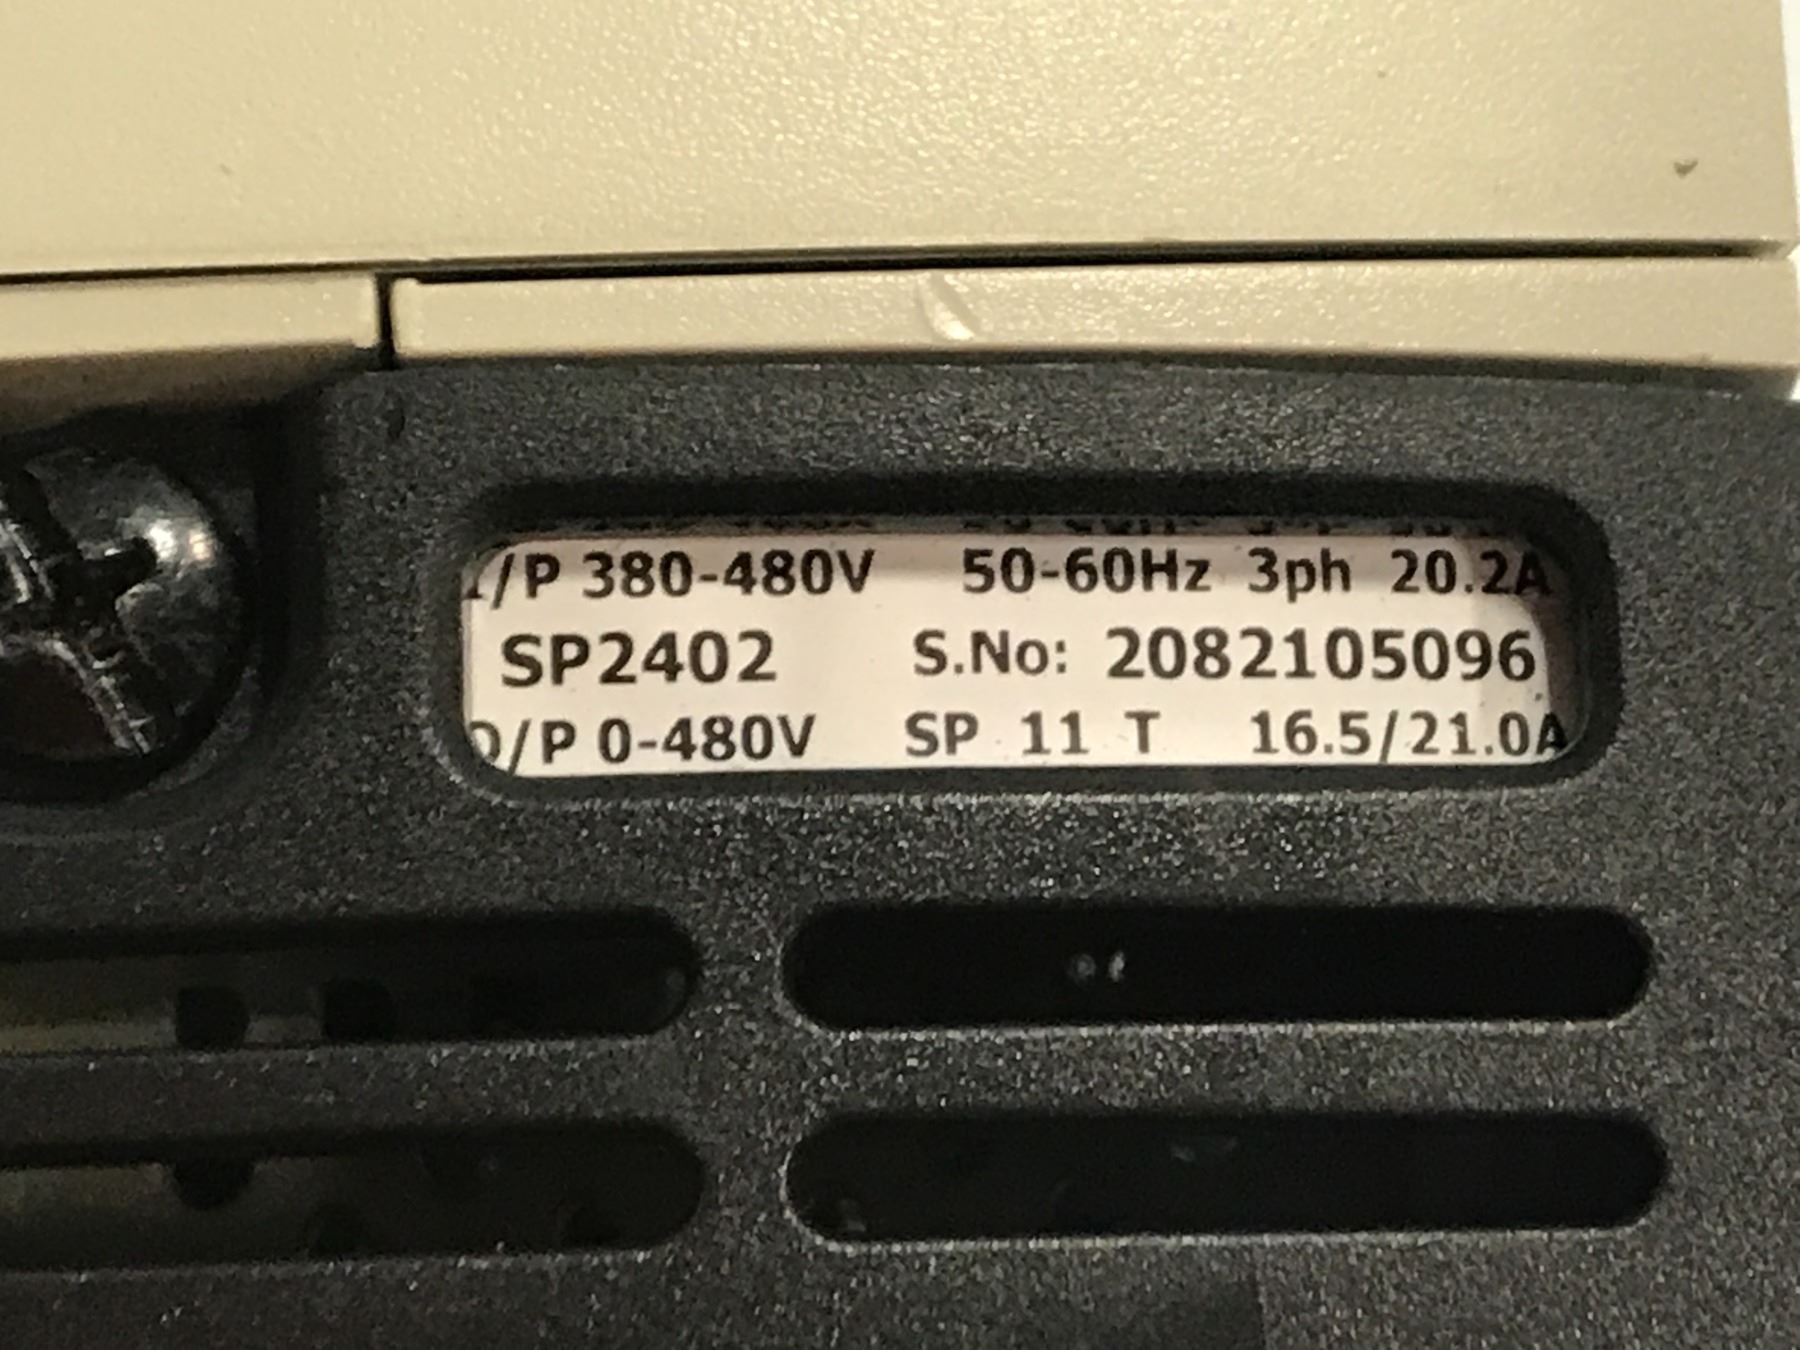 I/P 380-480V 50-60Hz 3ph 20.2A
SP2402 S.No: 2082105096
O/P 0-480V SP 11 T 16.5/21.0A